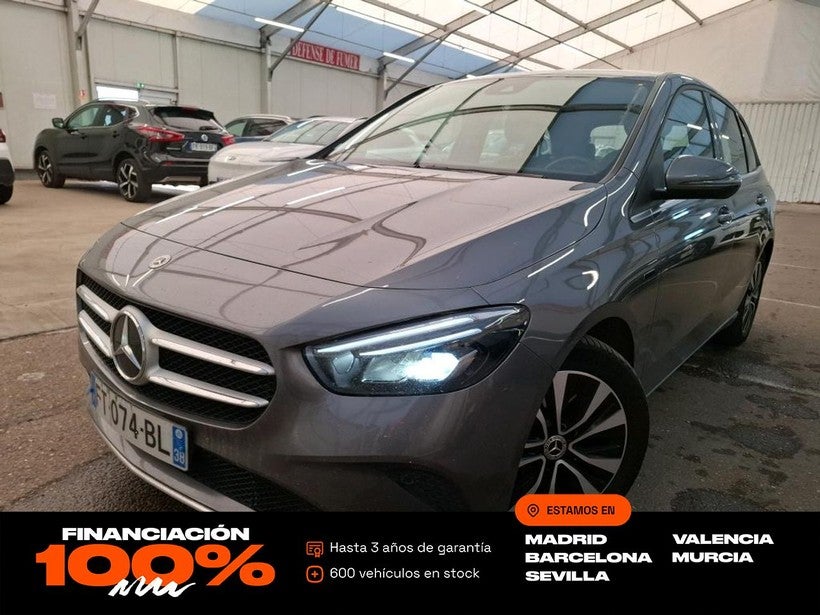 DEFENSE DE FUMER
FT 074-BL
38
ESTAMOS EN
FINANCIACIÓN
100%
Hasta 3 años de garantía
600 vehículos en stock
MADRID
BARCELONA
SEVILLA
VALENCIA
MURCIA